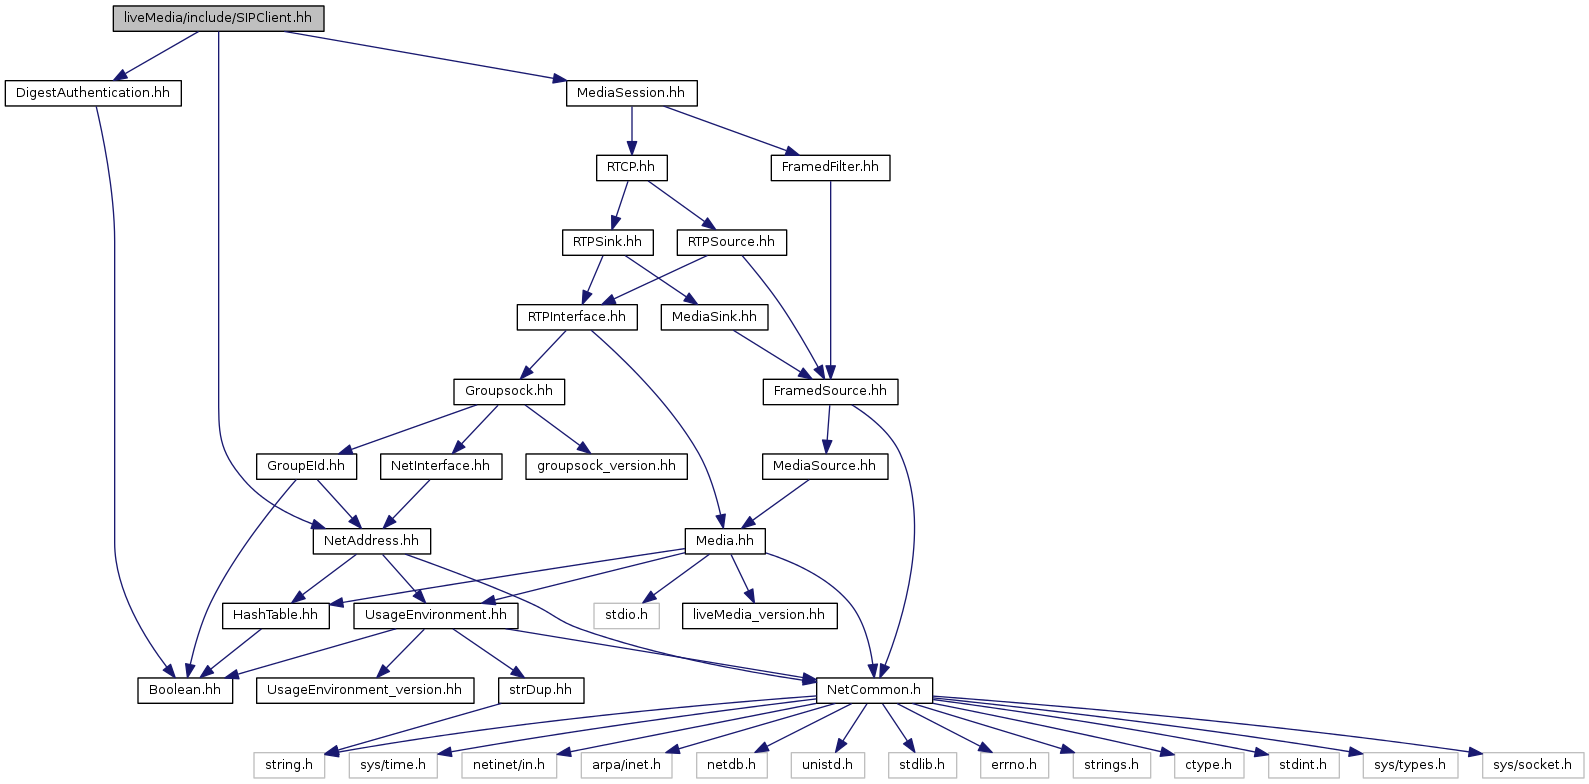 liveMedia/include/SIPClient.hh
DigestAuthentication.hh
MediaSession.hh
RTCP.hh
FramedFilter.hh
RTPSink.hh
RTPSource.hh
RTPInterface.hh
MediaSink.hh
Groupsock.hh
FramedSource.hh
GroupEId.hh
NetInterface.hh
groupsock_version.hh
MediaSource.hh
NetAddress.hh
Media.hh
HashTable.hh
UsageEnvironment.hh
stdio.h
liveMedia_version.hh
Boolean.hh
UsageEnvironment_version.hh
strDup.hh
NetCommon.h
string.h
sys/time.h
netinet/in.h
arpa/inet.h
netdb.h
unistd.h
stdlib.h
errno.h
strings.h
ctype.h
stdint.h
sys/types.h
sys/socket.h